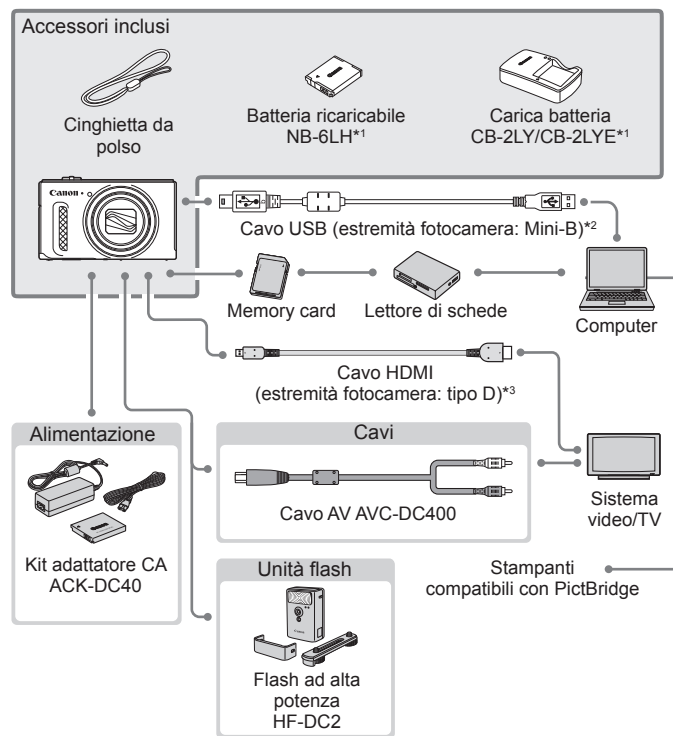 Accessori inclusi
Cinghietta da
polso
Batteria ricaricabile
NB-6LH*1
Carica batteria
CB-2LY/CB-2LYE*1
Canon
Cavo USB (estremità fotocamera: Mini-B)*2
Memory card
Lettore di schede
Computer
Cavo HDMI
(estremità fotocamera: tipo D)*3
Alimentazione
Kit adattatore CA
ACK-DC40
Cavi
Cavo AV AVC-DC400
Sistema
video/TV
Unità flash
Flash ad alta
potenza
HF-DC2
Stampanti
compatibili con PictBridge